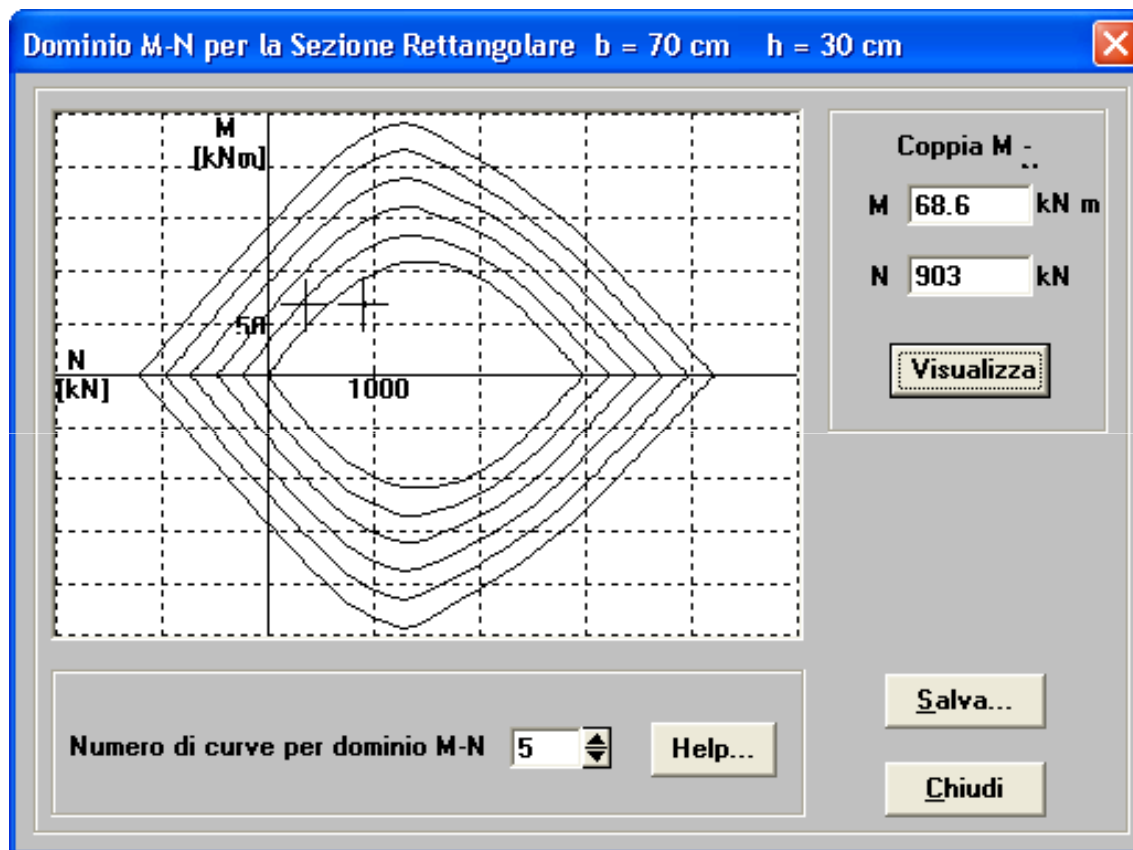 Dominio M-N per la Sezione Rettangolare b = 70 cm h = 30 cm
M
[kNm]
50
N
[kN]
1000
Coppia M -
M 68.6 kN m
N 903 kN
Visualizza
Numero di curve per dominio M-N 5 Help...
Salva...
Chiudi